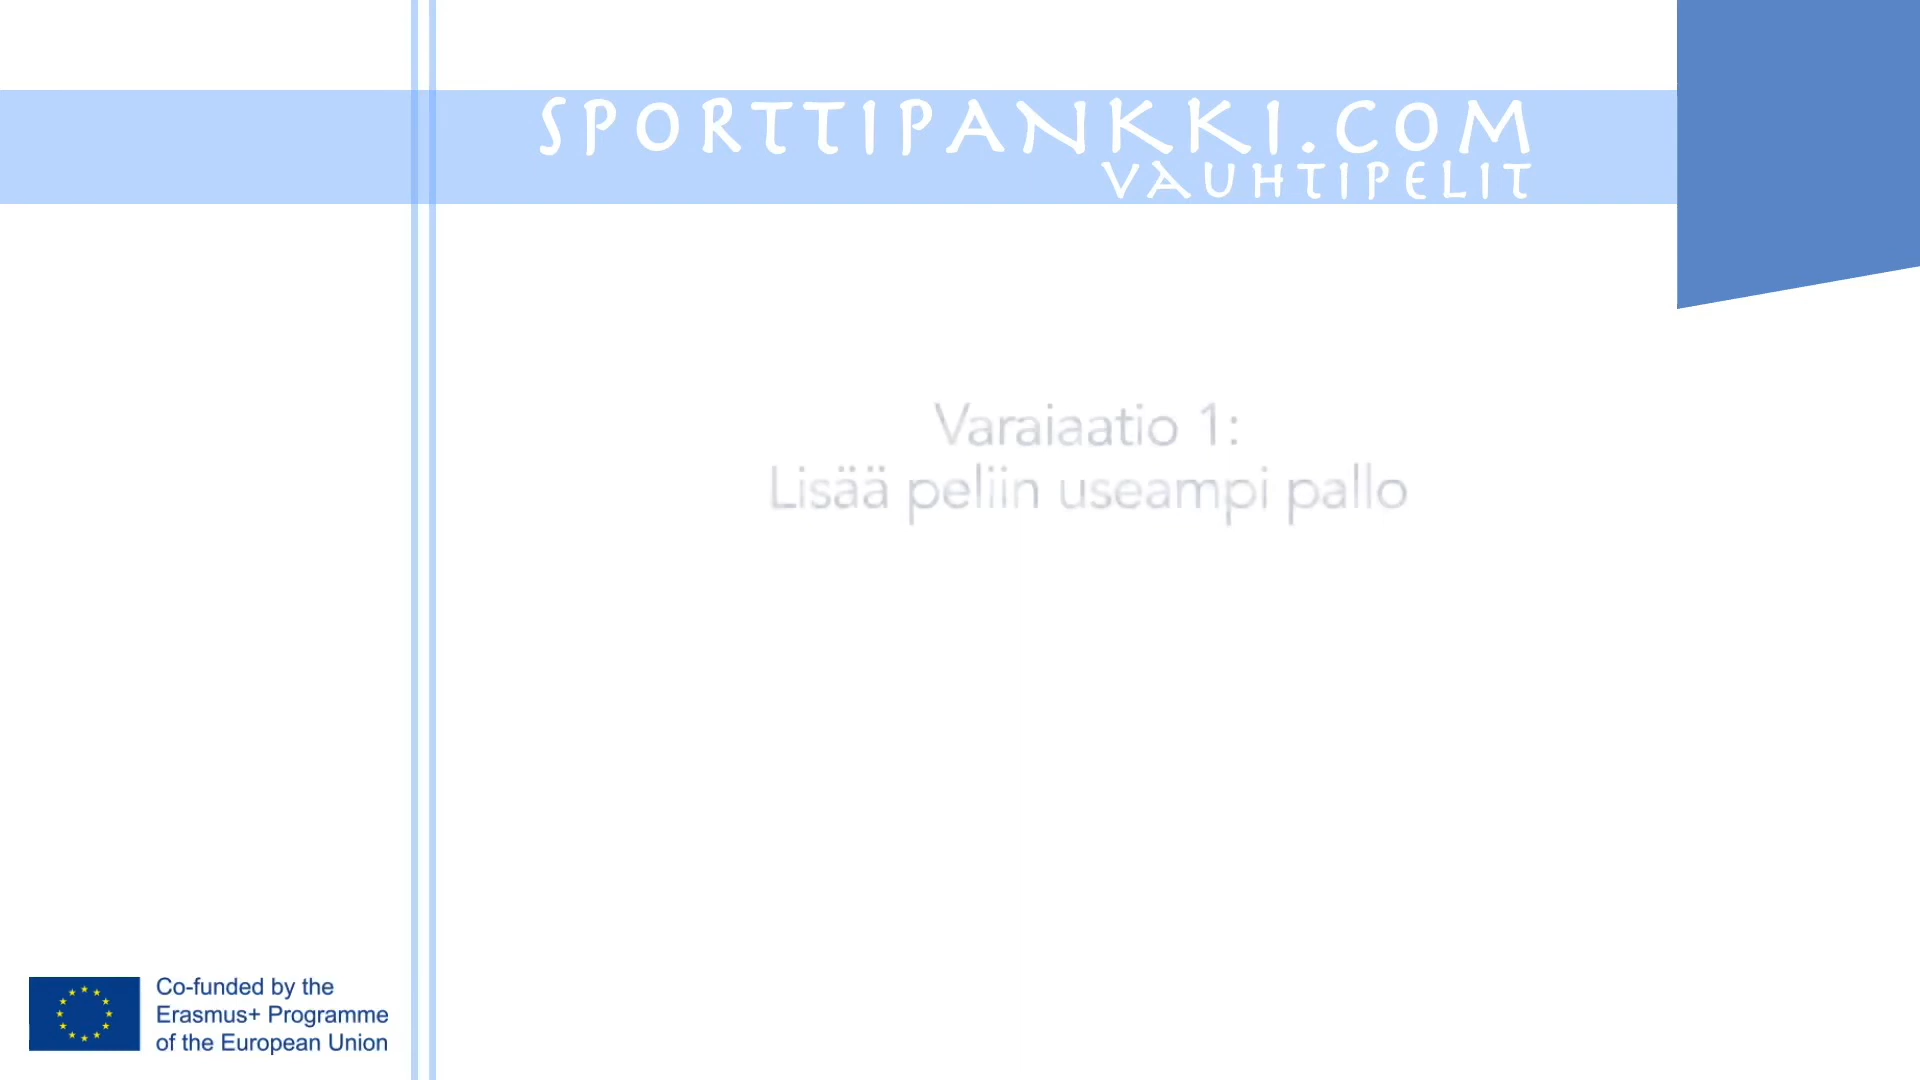 SPORTTIPANKKI.COM
VAUHTIPELIT
Varaiaatio 1:
Lisää peliin useampi pallo
Co-funded by the
Erasmus+ Programme
of the European Union